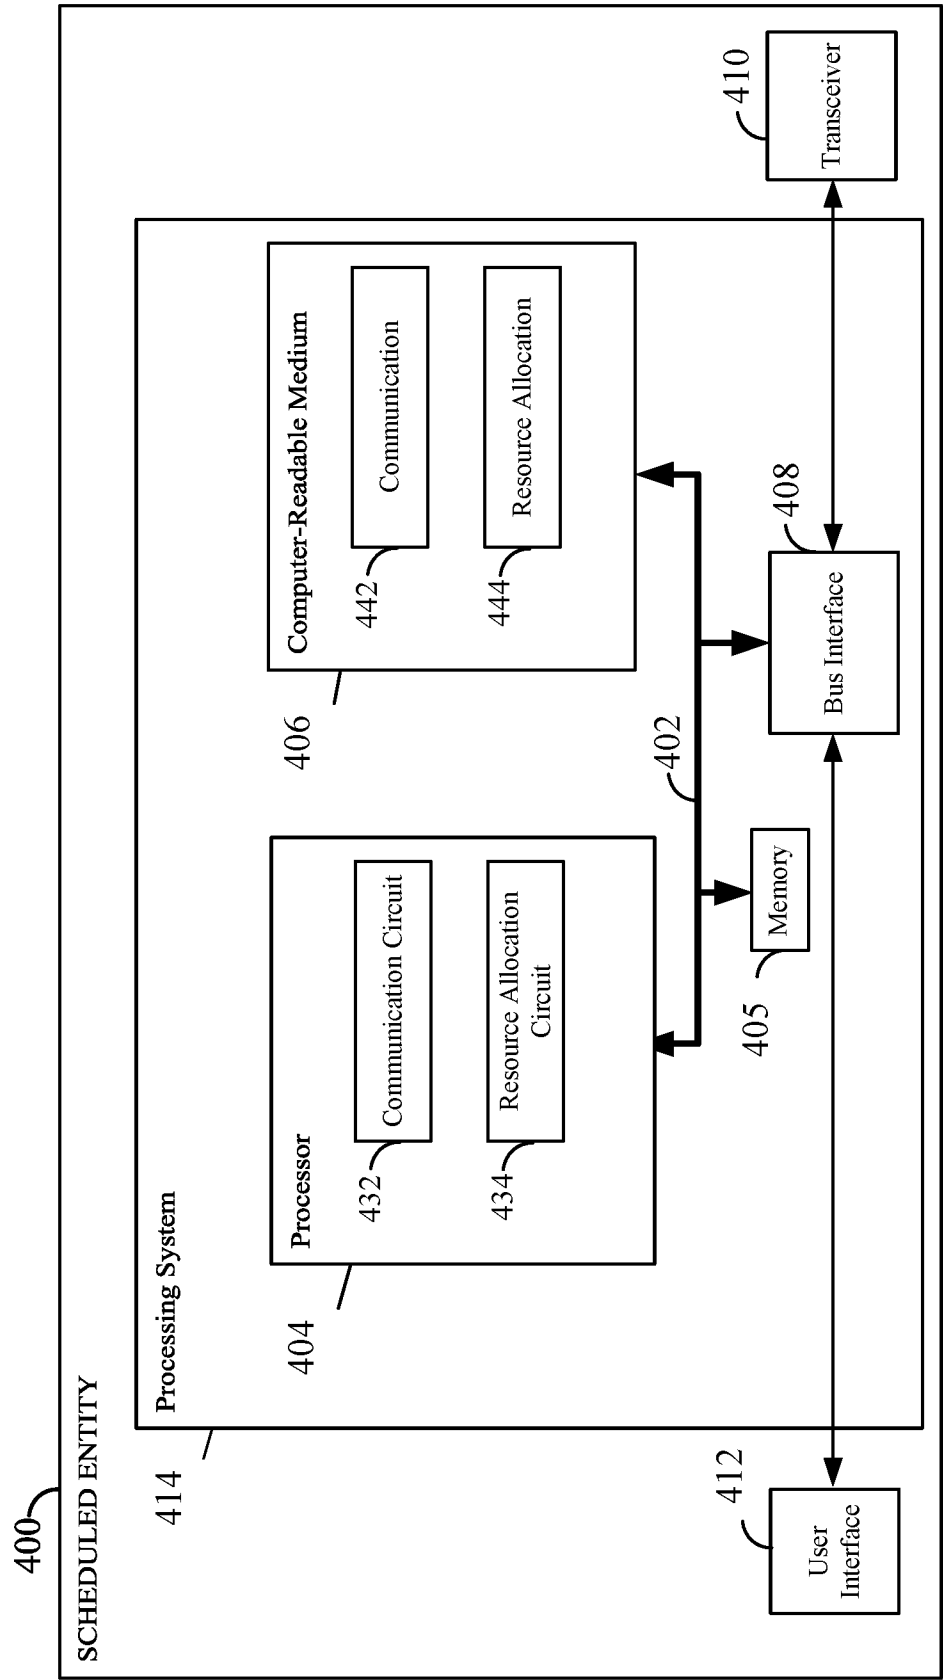 400
SCHEDULED ENTITY
414
Processing System
404
Processor
432
Communication Circuit
434
Resource Allocation
Circuit
406
Computer-Readable Medium
442
Communication
444
Resource Allocation
402
405
Memory
408
Bus Interface
412
User
Interface
410
Transceiver